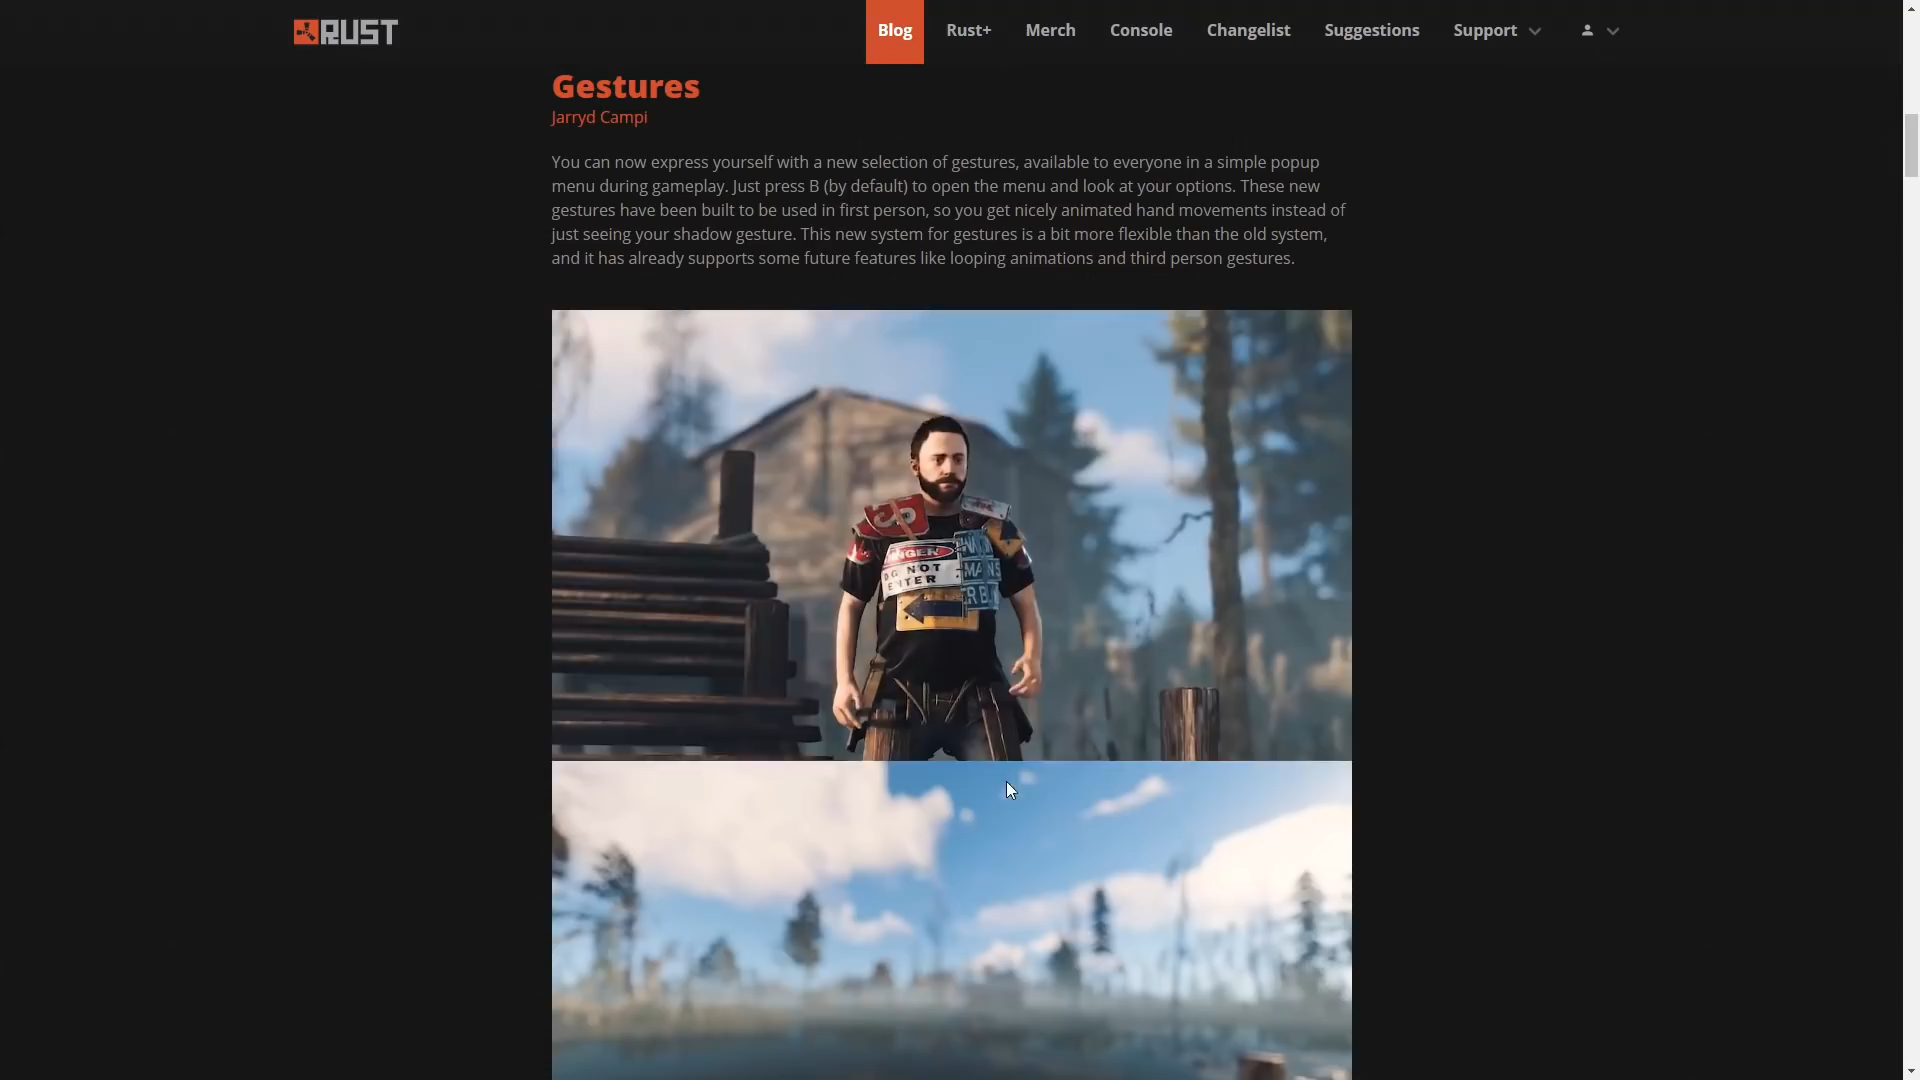 RUST
Blog
Rust+
Merch
Console
Changelist
Suggestions
Support
Gestures
Jarryd Campi
You can now express yourself with a new selection of gestures, available to everyone in a simple popup
menu during gameplay. Just press B (by default) to open the menu and look at your options. These new
gestures have been built to be used in first person, so you get nicely animated hand movements instead of
just seeing your shadow gesture. This new system for gestures is a bit more flexible than the old system,
and it has already supports some future features like looping animations and third person gestures.
NGER
DO NOT
ENTER